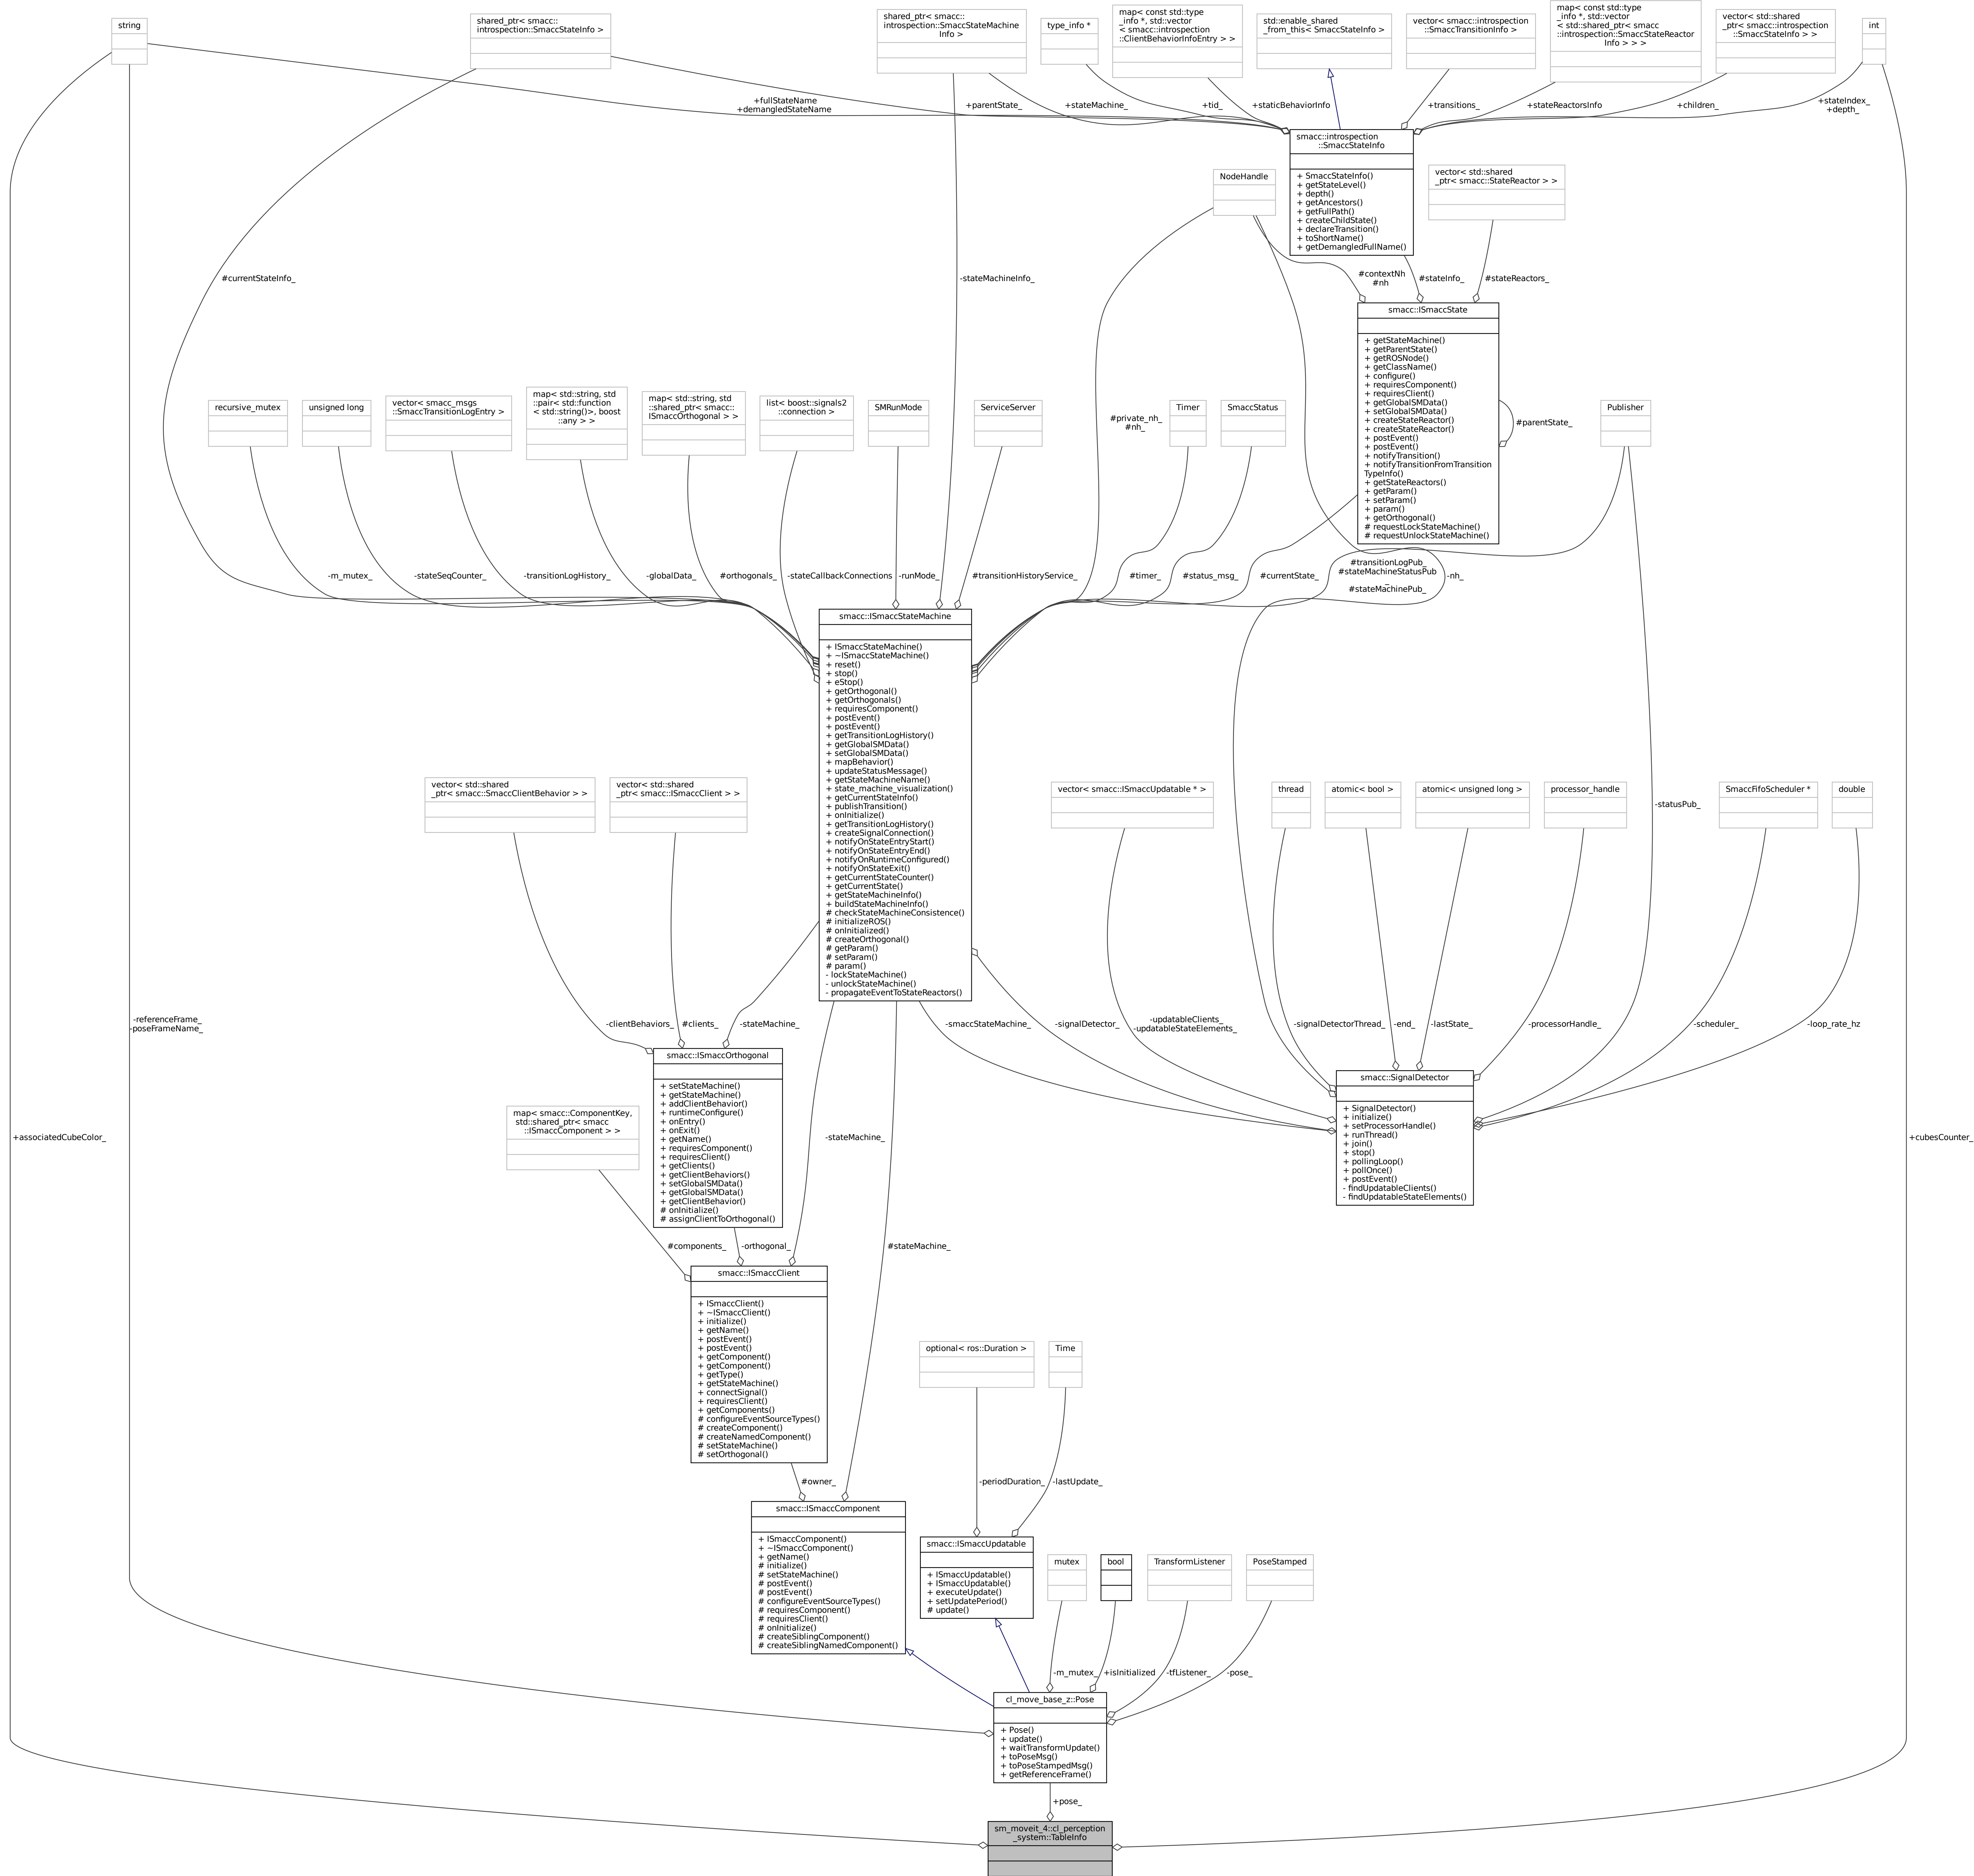 string
shared_ptr< smacc::
introspection::SmaccStateInfo >
shared_ptr< smacc::
introspection::SmaccStateMachine
Info >
type_info *
map< const std::type
_info *, std::vector
< smacc::introspection
::ClientBehaviorInfoEntry > >
std::enable_shared
_from_this< SmaccStateInfo >
vector< smacc::introspection
::SmaccTransitionInfo >
map< const std::type
_info *, std::vector
< std::shared_ptr< smacc
::introspection::SmaccStateReactor
Info > > >
vector< std::shared
_ptr< smacc::introspection
::SmaccStateInfo > >
int
+fullStateName
+demangledStateName
+parentState_
+stateMachine_
+tid_
+staticBehaviorInfo
+transitions_
+stateReactorsInfo
+children_
+stateIndex_
+depth_
smacc::introspection
::SmaccStateInfo
+ SmaccStateInfo()
+ getStateLevel()
+ depth()
+ getAncestors()
+ getFullPath()
+ createChildState()
+ declareTransition()
+ toShortName()
+ getDemangledFullName()
NodeHandle
vector< std::shared
_ptr< smacc::StateReactor > >
#currentStateInfo_
-stateMachineInfo_
#contextNh
#nh
#stateInfo_
#stateReactors_
smacc::ISmaccState
+ getStateMachine()
+ getParentState()
+ getROSNode()
+ getClassName()
+ configure()
+ requiresComponent()
+ requiresClient()
+ getGlobalSMData()
+ setGlobalSMData()
+ createStateReactor()
+ createStateReactor()
+ postEvent()
+ postEvent()
+ notifyTransition()
+ notifyTransitionFromTransition
TypeInfo()
+ getStateReactors()
+ getParam()
+ setParam()
+ param()
+ getOrthogonal()
# requestLockStateMachine()
# requestUnlockStateMachine()
#parentState_
recursive_mutex
unsigned long
vector< smacc_msgs
::SmaccTransitionLogEntry >
map< std::string, std
::pair< std::function
< std::string()>, boost
::any > >
map< std::string, std
::shared_ptr< smacc::
ISmaccOrthogonal > >
list< boost::signals2
::connection >
SMRunMode
ServiceServer
#private_nh_
#nh_
Timer
SmaccStatus
Publisher
-m_mutex_
-stateSeqCounter_
-transitionLogHistory_
-globalData_
#orthogonals_
-stateCallbackConnections
-runMode_
#transitionHistoryService_
#timer_
#status_msg_
#currentState_
#transitionLogPub_
#stateMachineStatusPub
_
#stateMachinePub_
-nh_
smacc::ISmaccStateMachine
+ ISmaccStateMachine()
+ ~ISmaccStateMachine()
+ reset()
+ stop()
+ eStop()
+ getOrthogonal()
+ getOrthogonals()
+ requiresComponent()
+ postEvent()
+ postEvent()
+ getTransitionLogHistory()
+ getGlobalSMData()
+ setGlobalSMData()
+ mapBehavior()
+ updateStatusMessage()
+ getStateMachineName()
+ state_machine_visualization()
+ getCurrentStateInfo()
+ publishTransition()
+ onInitialize()
+ getTransitionLogHistory()
+ createSignalConnection()
+ notifyOnStateEntryStart()
+ notifyOnStateEntryEnd()
+ notifyOnRuntimeConfigured()
+ notifyOnStateExit()
+ getCurrentStateCounter()
+ getCurrentState()
+ getStateMachineInfo()
+ buildStateMachineInfo()
# checkStateMachineConsistence()
# initializeROS()
# onInitialized()
# createOrthogonal()
# getParam()
# setParam()
# param()
- lockStateMachine()
- unlockStateMachine()
- propagateEventToStateReactors()
vector< std::shared
_ptr< smacc::SmaccClientBehavior > >
vector< std::shared
_ptr< smacc::ISmaccClient > >
vector< smacc::ISmaccUpdatable * >
thread
atomic< bool >
atomic< unsigned long >
processor_handle
-statusPub_
SmaccFifoScheduler *
double
-referenceFrame_
-poseFrameName_
-clientBehaviors_
#clients_
-stateMachine_
-smaccStateMachine_
-signalDetector_
-updatableClients_
-updatableStateElements_
-signalDetectorThread_
-end_
-lastState_
-processorHandle_
-scheduler_
-loop_rate_hz
smacc::ISmaccOrthogonal
+ setStateMachine()
+ getStateMachine()
+ addClientBehavior()
+ runtimeConfigure()
+ onEntry()
+ onExit()
+ getName()
+ requiresComponent()
+ requiresClient()
+ getClients()
+ getClientBehaviors()
+ setGlobalSMData()
+ getGlobalSMData()
+ getClientBehavior()
# onInitialize()
# assignClientToOrthogonal()
smacc::SignalDetector
+ SignalDetector()
+ initialize()
+ setProcessorHandle()
+ runThread()
+ join()
+ stop()
+ pollingLoop()
+ pollOnce()
+ postEvent()
- findUpdatableClients()
- findUpdatableStateElements()
map< smacc::ComponentKey,
std::shared_ptr< smacc
::ISmaccComponent > >
+associatedCubeColor_
-stateMachine_
+cubesCounter_
#components_
-orthogonal_
#stateMachine_
smacc::ISmaccClient
+ ISmaccClient()
+ ~ISmaccClient()
+ initialize()
+ getName()
+ postEvent()
+ postEvent()
+ getComponent()
+ getComponent()
+ getType()
+ getStateMachine()
+ connectSignal()
+ requiresClient()
+ getComponents()
# configureEventSourceTypes()
# createComponent()
# createNamedComponent()
# setStateMachine()
# setOrthogonal()
optional< ros::Duration >
Time
#owner_
-periodDuration_
-lastUpdate_
smacc::ISmaccComponent
+ ISmaccComponent()
+ ~ISmaccComponent()
+ getName()
# initialize()
# setStateMachine()
# postEvent()
# postEvent()
# configureEventSourceTypes()
# requiresComponent()
# requiresClient()
# onInitialize()
# createSiblingComponent()
# createSiblingNamedComponent()
smacc::ISmaccUpdatable
+ ISmaccUpdatable()
+ ISmaccUpdatable()
+ executeUpdate()
+ setUpdatePeriod()
# update()
mutex
bool
TransformListener
PoseStamped
-m_mutex_
+isInitialized
-tfListener_
-pose_
cl_move_base_z::Pose
+ Pose()
+ update()
+ waitTransformUpdate()
+ toPoseMsg()
+ toPoseStampedMsg()
+ getReferenceFrame()
+pose_
sm_moveit_4::cl_perception
_system::TableInfo